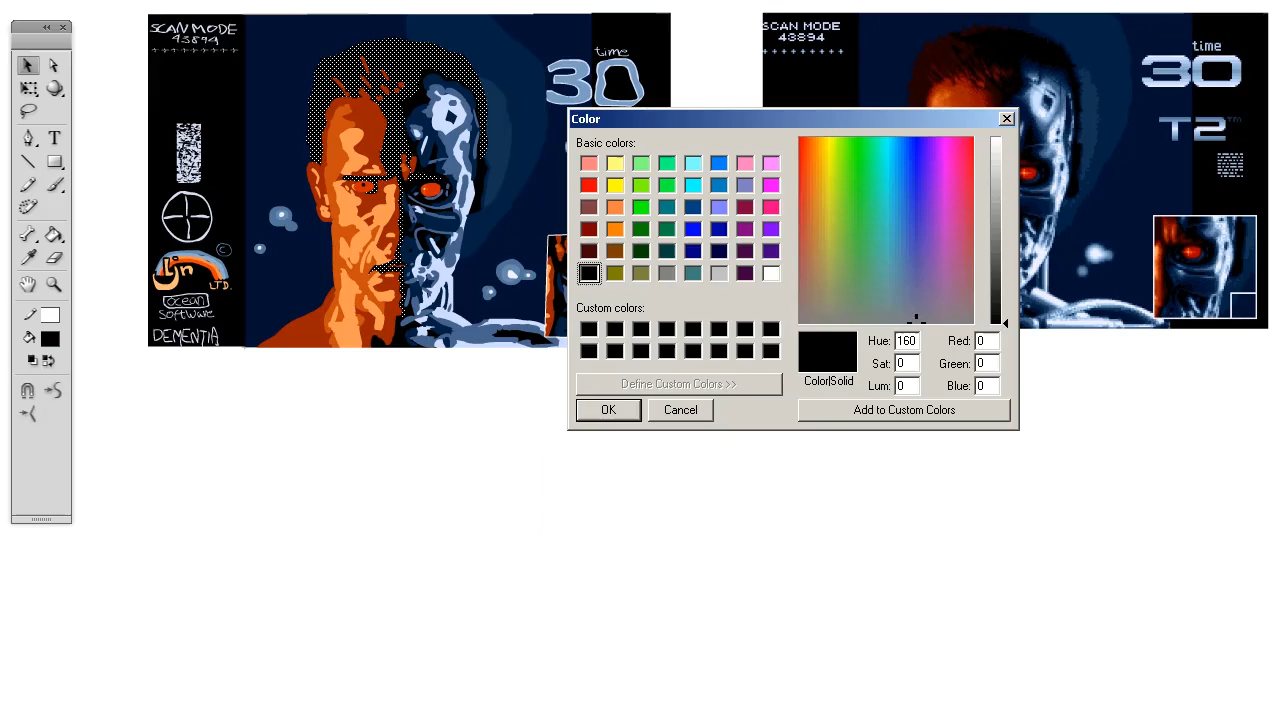 SCAN MODE
43894
time
30
©
Ljn
LTD.
ocean
Software
DEMENTIA
SCAN MODE
43894
time
30
T2™
Color
Basic colors:
Custom colors:
Define Custom Colors >>
OK
Cancel
Color|Solid
Hue: 160
Sat: 0
Lum: 0
Red: 0
Green: 0
Blue: 0
Add to Custom Colors
T